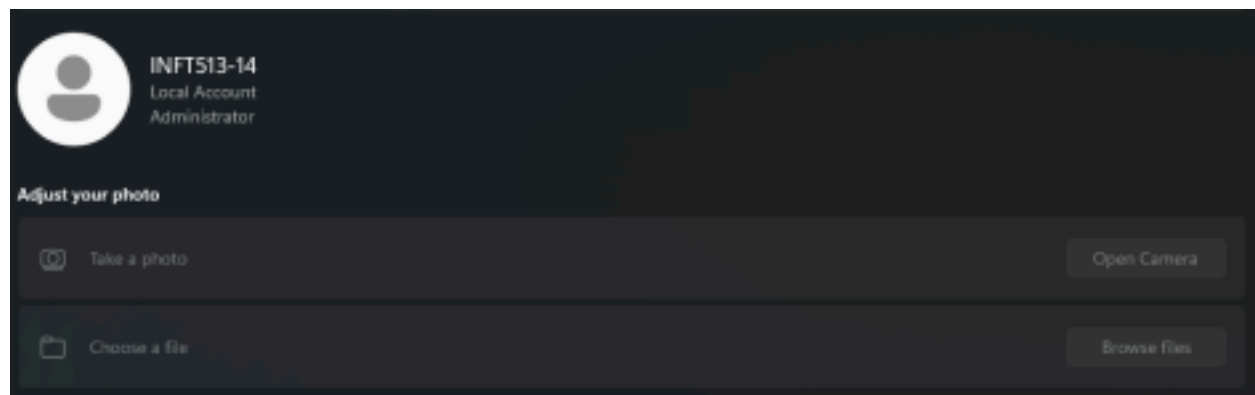 INFT513-14
Local Account
Administrator
Adjust your photo
Take a photo
Open Camera
Choose a file
Browse files